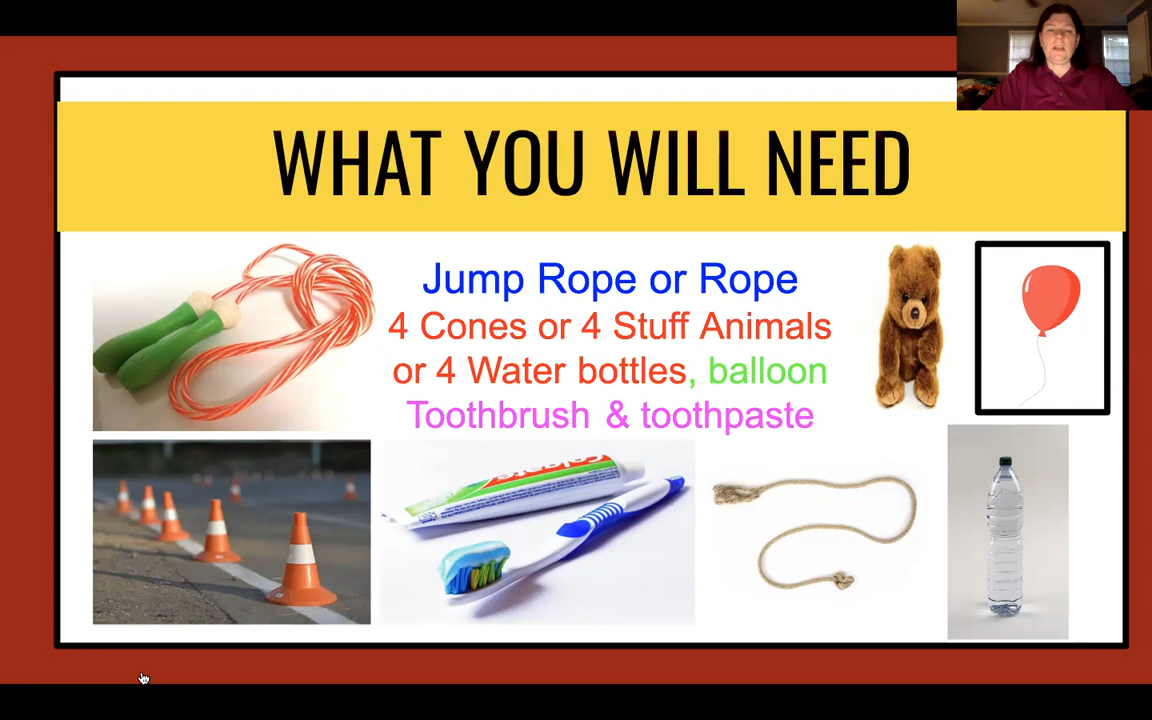 WHAT YOU WILL NEED
Jump Rope or Rope
4 Cones or 4 Stuff Animals
or 4 Water bottles, balloon
Toothbrush & toothpaste